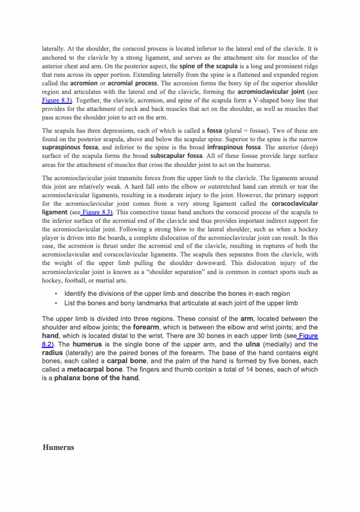 laterally. At the shoulder, the coracoid process is located inferior to the lateral end of the clavicle. It is
anchored to the clavicle by a strong ligament, and serves as the attachment site for muscles of the
anterior chest and arm. On the posterior aspect, the spine of the scapula is a long and prominent ridge
that runs across its upper portion. Extending laterally from the spine is a flattened and expanded region
called the acromion or acromial process. The acromion forms the bony tip of the superior shoulder
region and articulates with the lateral end of the clavicle, forming the acromioclavicular joint (see
Figure 8.3). Together, the clavicle, acromion, and spine of the scapula form a V-shaped bony line that
provides for the attachment of neck and back muscles that act on the shoulder, as well as muscles that
pass across the shoulder joint to act on the arm.
The scapula has three depressions, each of which is called a fossa (plural = fossae). Two of these are
found on the posterior scapula, above and below the scapular spine. Superior to the spine is the narrow
supraspinous fossa, and inferior to the spine is the broad infraspinous fossa. The anterior (deep)
surface of the scapula forms the broad subscapular fossa. All of these fossae provide large surface
areas for the attachment of muscles that cross the shoulder joint to act on the humerus.
The acromioclavicular joint transmits forces from the upper limb to the clavicle. The ligaments around
this joint are relatively weak. A hard fall onto the elbow or outstretched hand can stretch or tear the
acromioclavicular ligaments, resulting in a moderate injury to the joint. However, the primary support
for the acromioclavicular joint comes from a very strong ligament called the coracoclavicular
ligament (see Figure 8.3). This connective tissue band anchors the coracoid process of the scapula to
the inferior surface of the acromial end of the clavicle and thus provides important indirect support for
the acromioclavicular joint. Following a strong blow to the lateral shoulder, such as when a hockey
player is driven into the boards, a complete dislocation of the acromioclavicular joint can result. In this
case, the acromion is thrust under the acromial end of the clavicle, resulting in ruptures of both the
acromioclavicular and coracoclavicular ligaments. The scapula then separates from the clavicle, with
the weight of the upper limb pulling the shoulder downward. This dislocation injury of the
acromioclavicular joint is known as a “shoulder separation” and is common in contact sports such as
hockey, football, or martial arts.
• Identify the divisions of the upper limb and describe the bones in each region
• List the bones and bony landmarks that articulate at each joint of the upper limb
The upper limb is divided into three regions. These consist of the arm, located between the
shoulder and elbow joints; the forearm, which is between the elbow and wrist joints; and the
hand, which is located distal to the wrist. There are 30 bones in each upper limb (see Figure
8.2). The humerus is the single bone of the upper arm, and the ulna (medially) and the
radius (laterally) are the paired bones of the forearm. The base of the hand contains eight
bones, each called a carpal bone, and the palm of the hand is formed by five bones, each
called a metacarpal bone. The fingers and thumb contain a total of 14 bones, each of which
is a phalanx bone of the hand.
Humerus